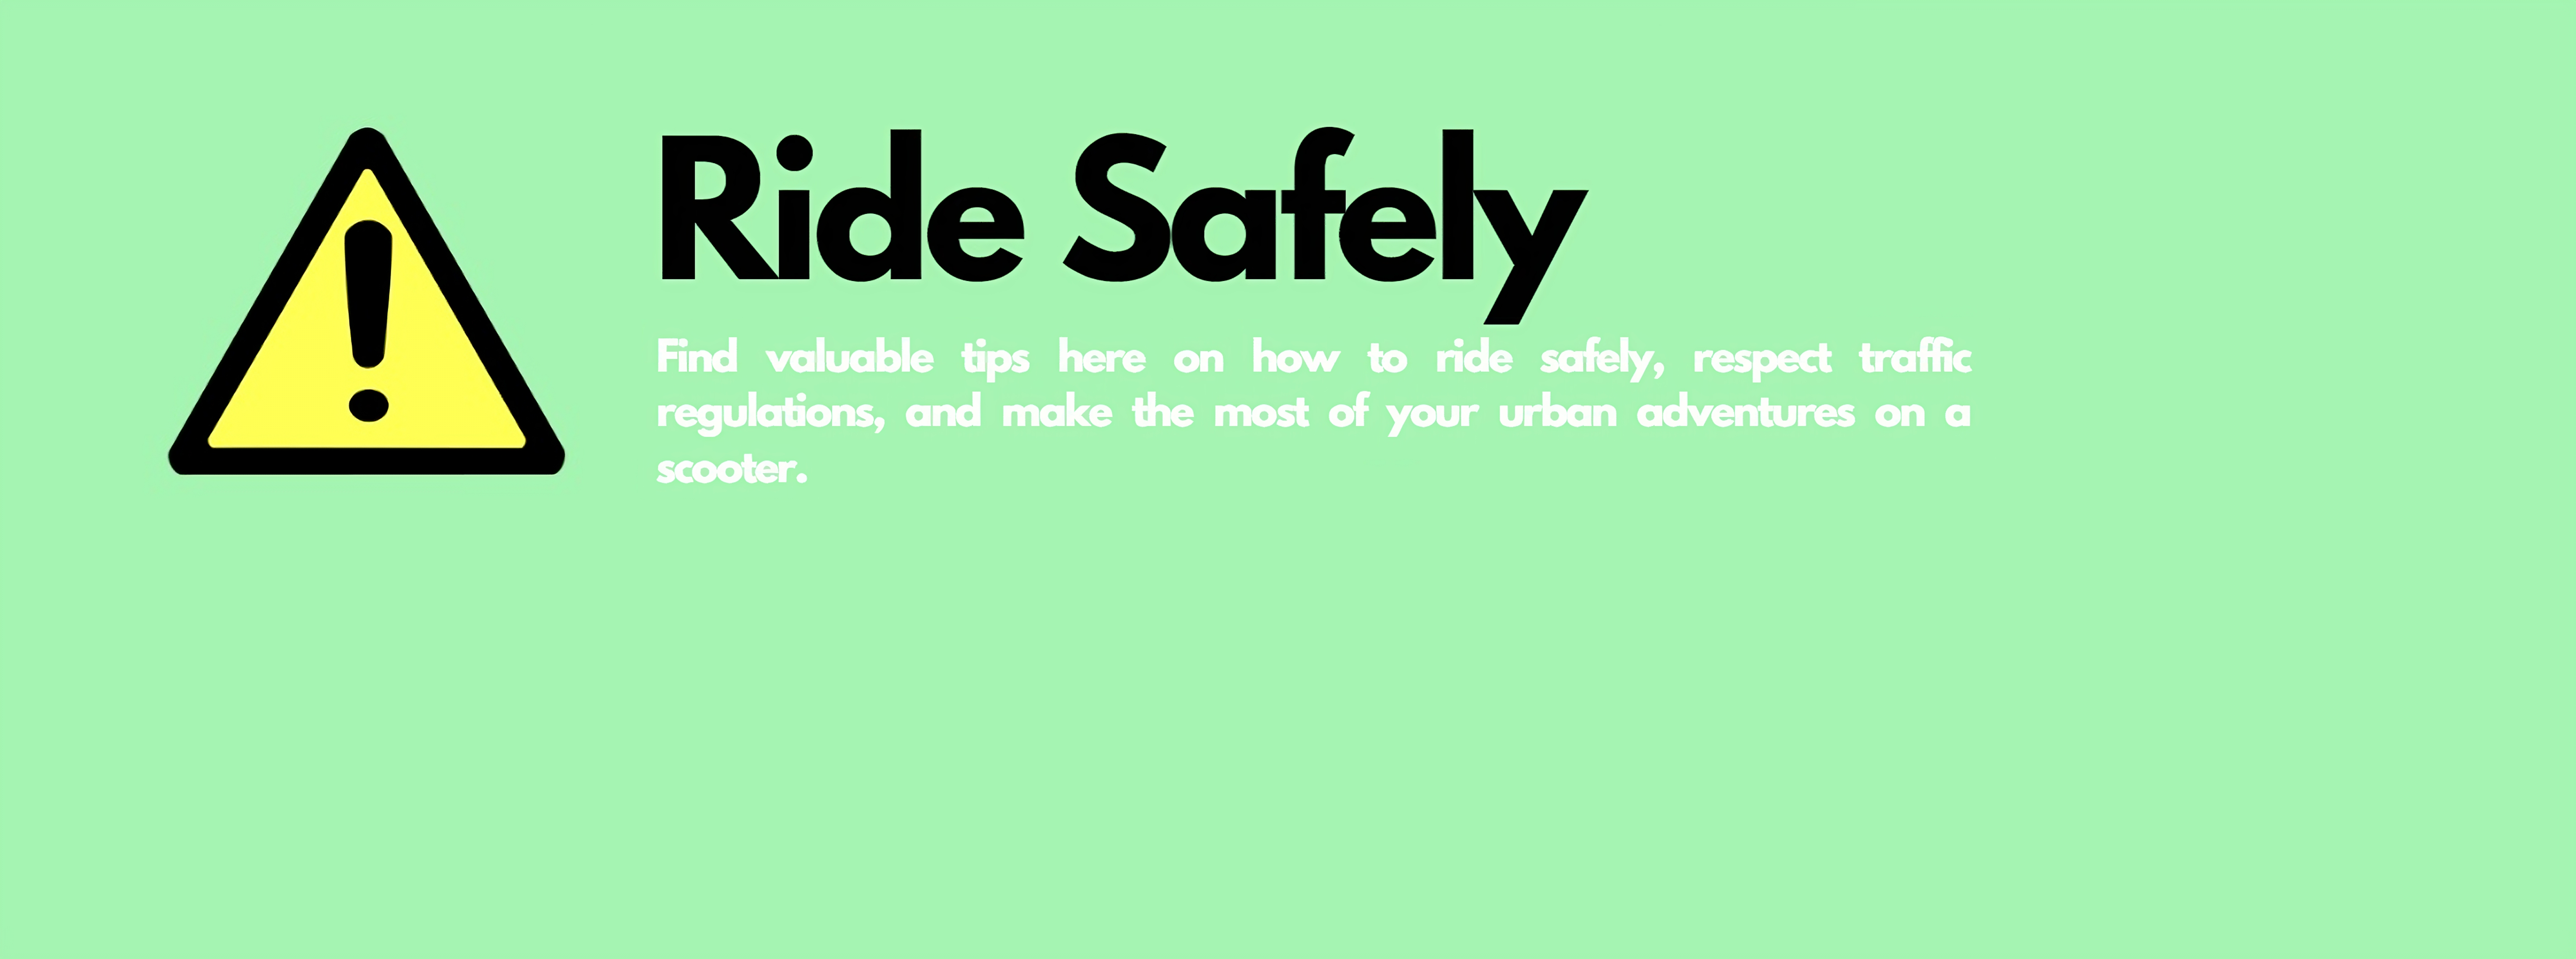 Ride Safely
Find valuable tips here on how to ride safely, respect traffic
regulations, and make the most of your urban adventures on a
scooter.